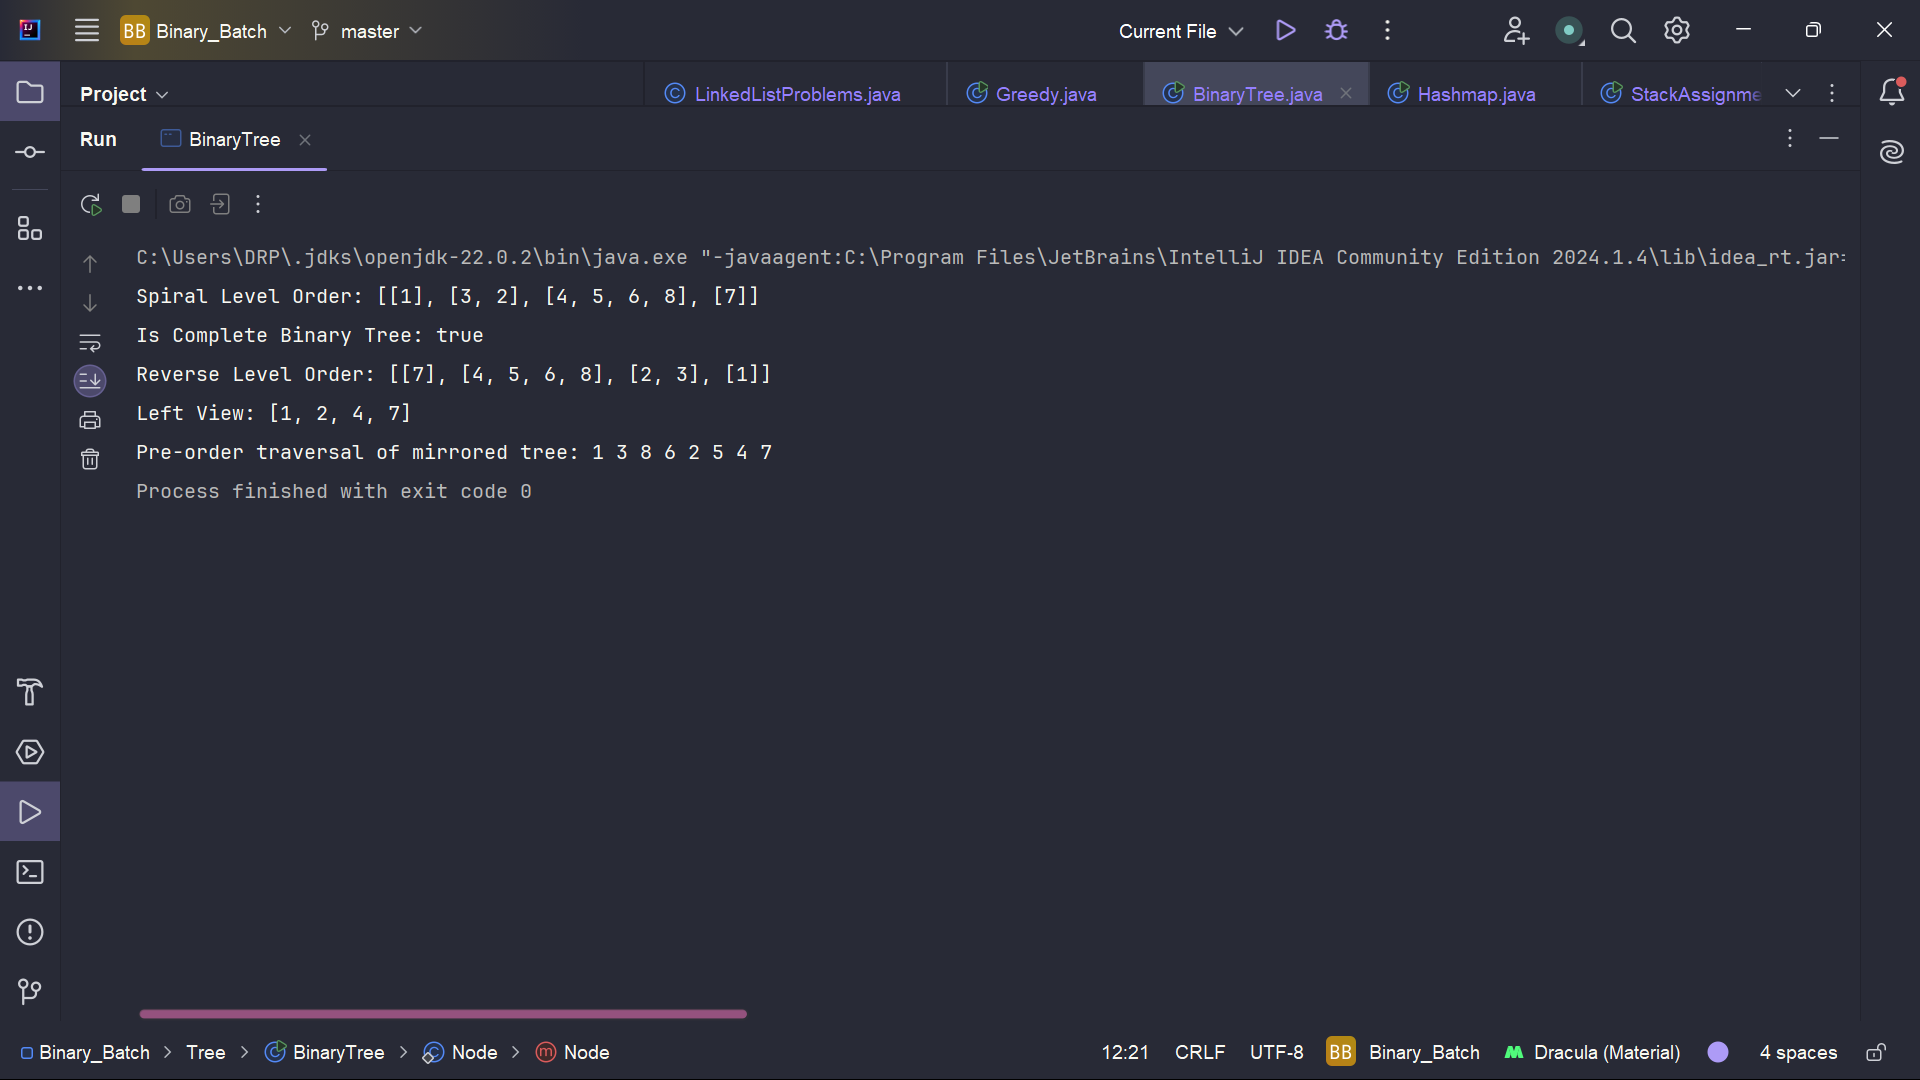 BB Binary_Batch master Current File
Project LinkedListProblems.java Greedy.java BinaryTree.java Hashmap.java StackAssignme
Run BinaryTree
C:\Users\DRP\.jdks\openjdk-22.0.2\bin\java.exe "-javaagent:C:\Program Files\JetBrains\IntelliJ IDEA Community Edition 2024.1.4\lib\idea_rt.jar=
Spiral Level Order: [[1], [3, 2], [4, 5, 6, 8], [7]]
Is Complete Binary Tree: true
Reverse Level Order: [[7], [4, 5, 6, 8], [2, 3], [1]]
Left View: [1, 2, 4, 7]
Pre-order traversal of mirrored tree: 1 3 8 6 2 5 4 7
Process finished with exit code 0
Binary_Batch > Tree > BinaryTree > Node > Node 12:21 CRLF UTF-8 BB Binary_Batch Dracula (Material) 4 spaces